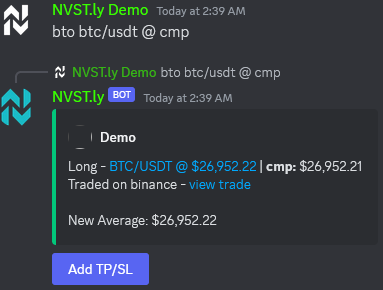 NVST.ly Demo Today at 2:39 AM
bto btc/usdt @ cmp
NVST.ly Demo bto btc/usdt @ cmp
NVST.ly BOT Today at 2:39 AM
Demo
Long - BTC/USDT @ $26,952.22 | cmp: $26,952.21
Traded on binance - view trade
New Average: $26,952.22
Add TP/SL